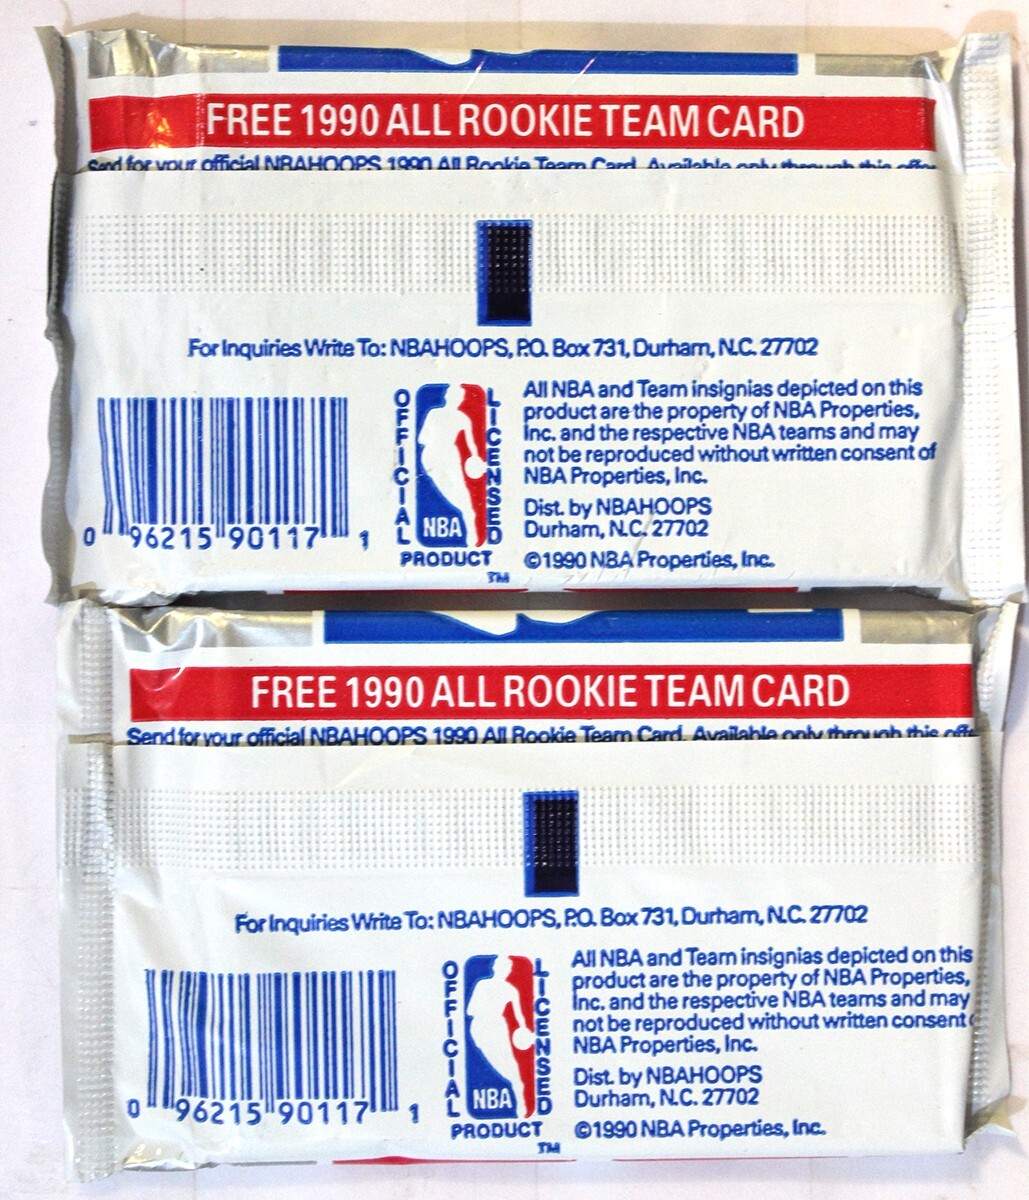 FREE 1990 ALL ROOKIE TEAM CARD
Send for your official NBAHOOPS 1990 All Rookie Team Card. Available only through this offer
For Inquiries Write To: NBAHOOPS, P.O. Box 731, Durham, N.C. 27702
OFFICIAL
LICENSED
NBA
PRODUCT
TM
All NBA and Team insignias depicted on this
product are the property of NBA Properties,
Inc. and the respective NBA teams and may
not be reproduced without written consent of
NBA Properties, Inc.
Dist. by NBAHOOPS
Durham, N.C. 27702
©1990 NBA Properties, Inc.
0 96215 90117 1
FREE 1990 ALL ROOKIE TEAM CARD
Send for your official NBAHOOPS 1990 All Rookie Team Card. Available only through this off
For Inquiries Write To: NBAHOOPS, P.O. Box 731, Durham, N.C. 27702
OFFICIAL
LICENSED
NBA
PRODUCT
TM
All NBA and Team insignias depicted on this
product are the property of NBA Properties,
Inc. and the respective NBA teams and may
not be reproduced without written consent
NBA Properties, Inc.
Dist. by NBAHOOPS
Durham, N.C. 27702
©1990 NBA Properties, Inc.
0 96215 90117 1